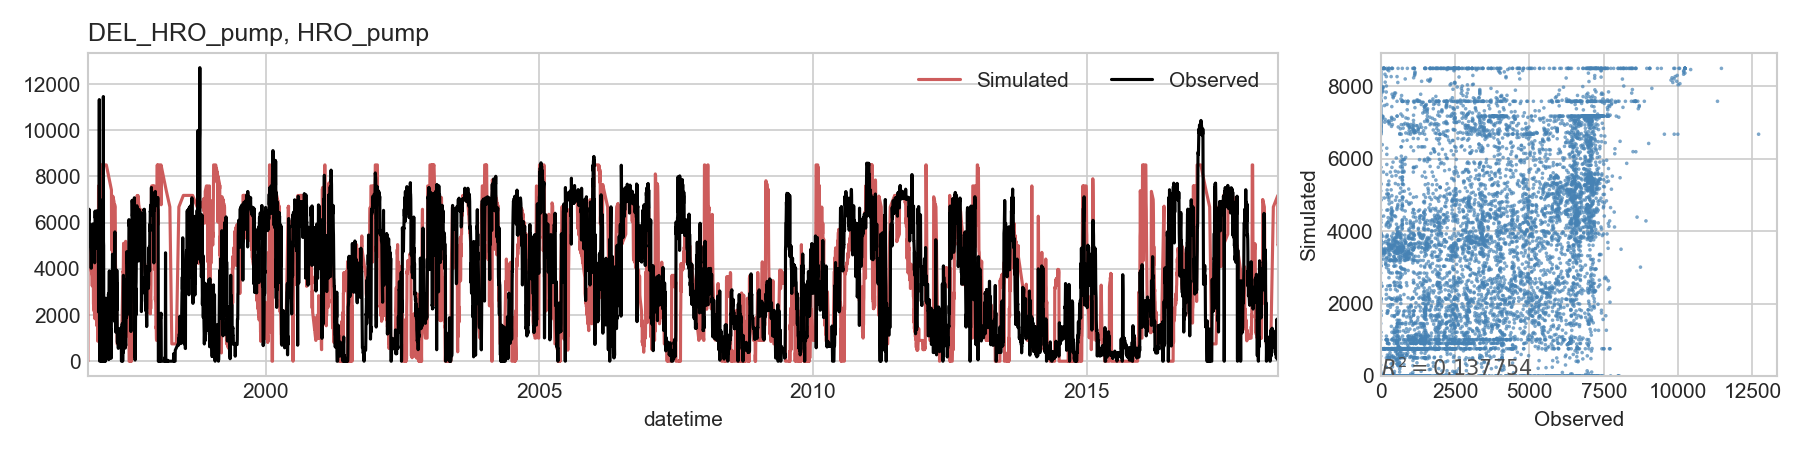 DEL_HRO_pump, HRO_pump
Simulated Observed
12000
10000
8000
6000
4000
2000
0
2000 2005 2010 2015
datetime
Simulated
8000
6000
4000
2000
0
R² = 0.137754
0 2500 5000 7500 10000 12500
Observed